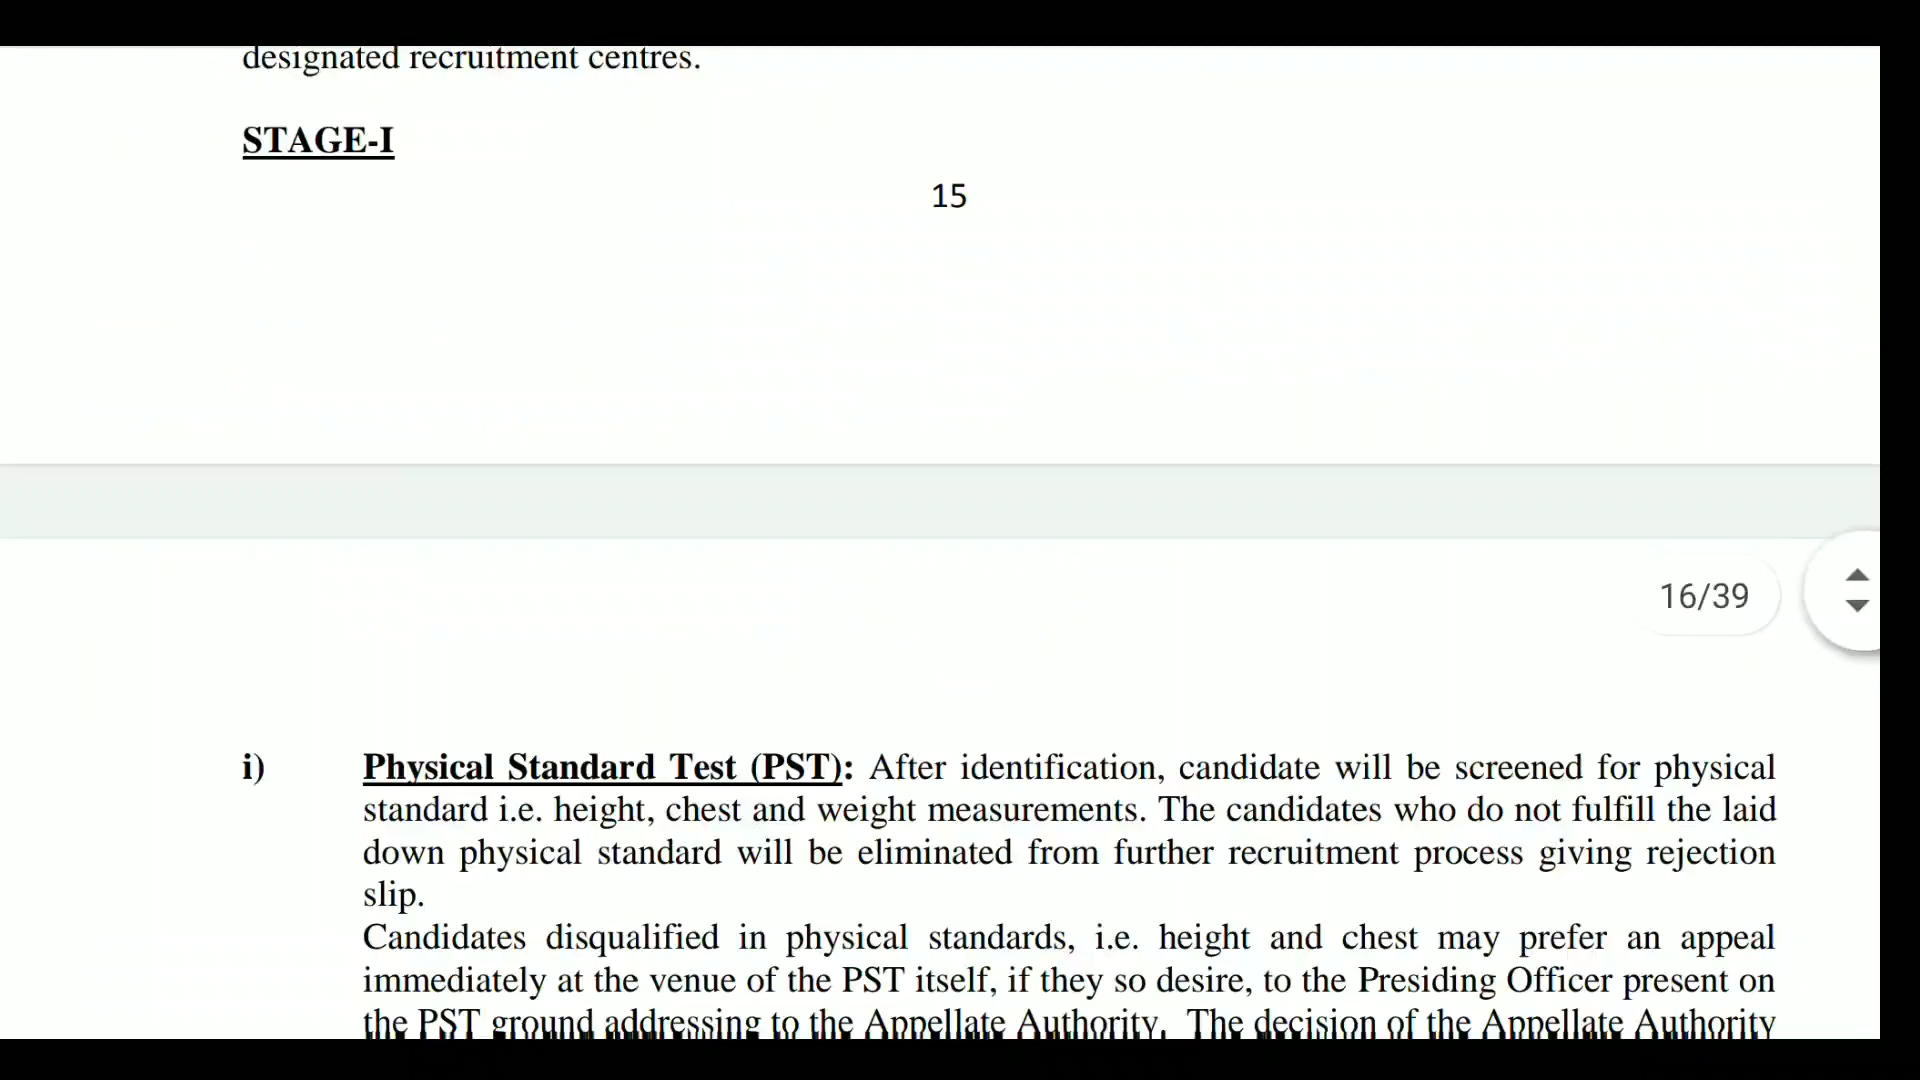 designated recruitment centres.
STAGE-I
15
16/39
i) Physical Standard Test (PST): After identification, candidate will be screened for physical
standard i.e. height, chest and weight measurements. The candidates who do not fulfill the laid
down physical standard will be eliminated from further recruitment process giving rejection
slip.
Candidates disqualified in physical standards, i.e. height and chest may prefer an appeal
immediately at the venue of the PST itself, if they so desire, to the Presiding Officer present on
the PST ground addressing to the Appellate Authority. The decision of the Appellate Authority